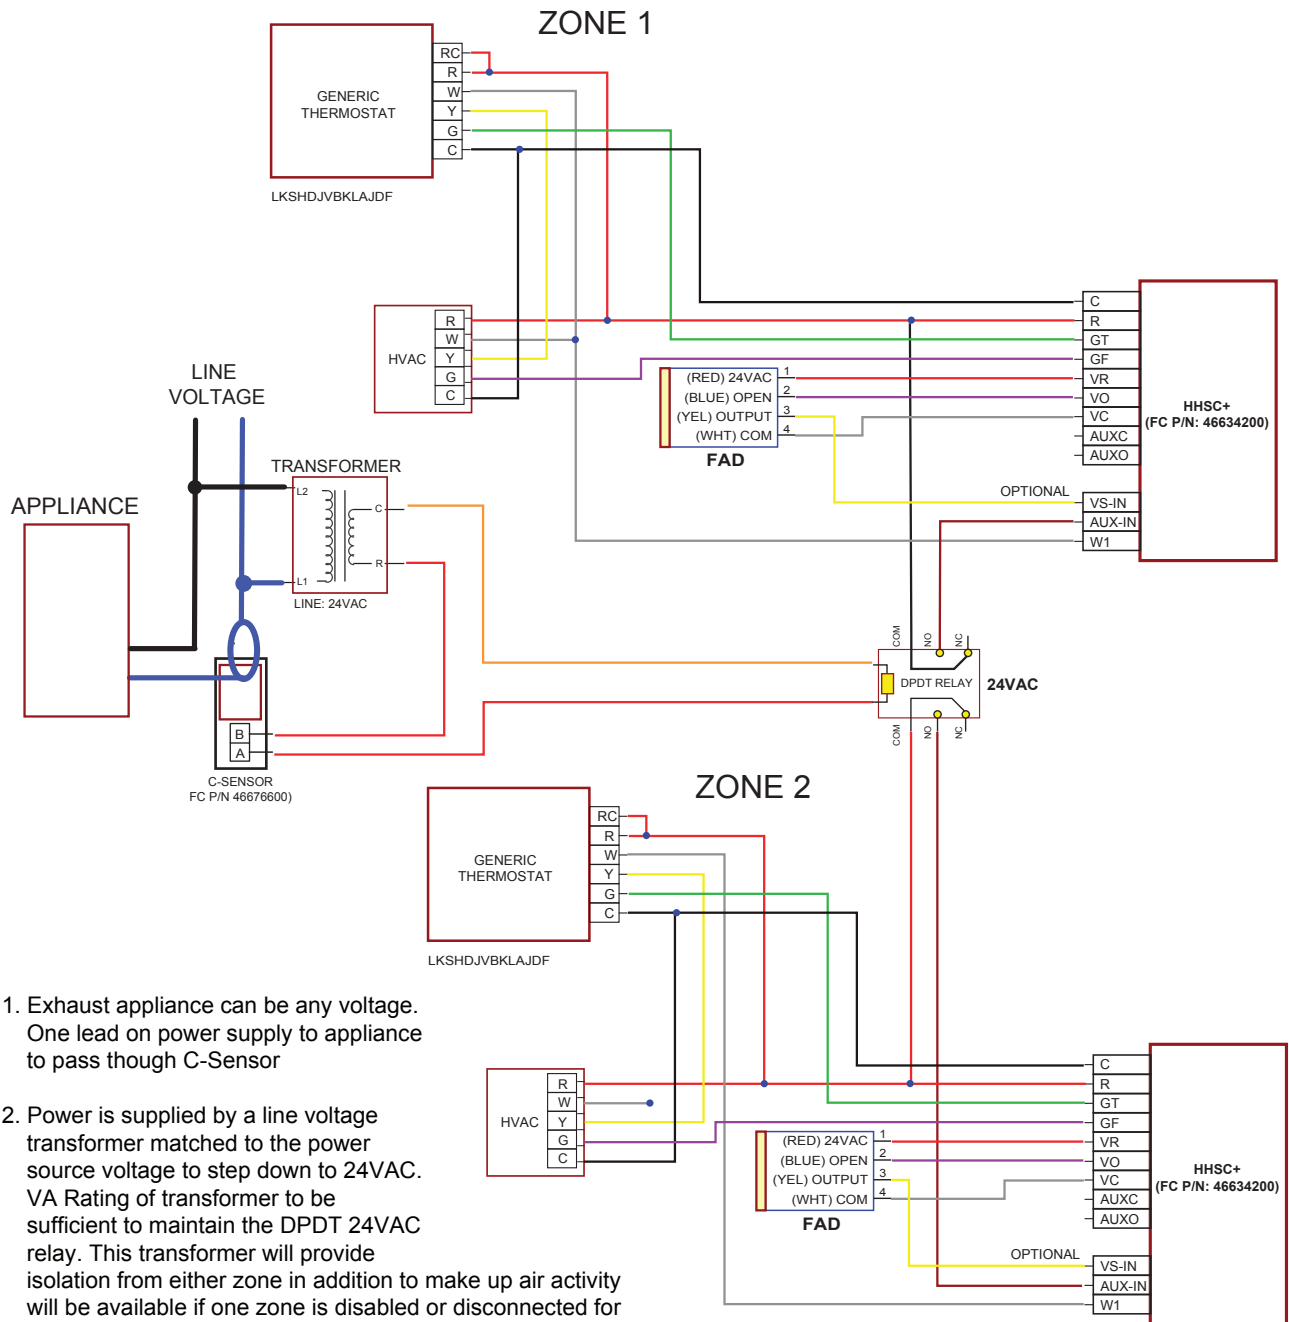 ZONE 1
GENERIC
THERMOSTAT
RC
R
W
Y
G
C
LKSHDJVBKLAJDF
HVAC
R
W
Y
G
C
C
R
GT
GF
VR
VO
VC
AUXC
AUXO
VS-IN
AUX-IN
W1
HHSC+
(FC P/N: 46634200)
(RED) 24VAC 1
(BLUE) OPEN 2
(YEL) OUTPUT 3
(WHT) COM 4
FAD
OPTIONAL
LINE
VOLTAGE
TRANSFORMER
L2
C
R
L1
LINE: 24VAC
APPLIANCE
B
A
C-SENSOR
FC P/N 46676600)
COM
NO
NC
DPDT RELAY
24VAC
COM
NO
NC
ZONE 2
GENERIC
THERMOSTAT
RC
R
W
Y
G
C
LKSHDJVBKLAJDF
HVAC
R
W
Y
G
C
C
R
GT
GF
VR
VO
VC
AUXC
AUXO
VS-IN
AUX-IN
W1
HHSC+
(FC P/N: 46634200)
(RED) 24VAC 1
(BLUE) OPEN 2
(YEL) OUTPUT 3
(WHT) COM 4
FAD
OPTIONAL
1. Exhaust appliance can be any voltage.
One lead on power supply to appliance
to pass though C-Sensor
2. Power is supplied by a line voltage
transformer matched to the power
source voltage to step down to 24VAC.
VA Rating of transformer to be
sufficient to maintain the DPDT 24VAC
relay. This transformer will provide
isolation from either zone in addition to make up air activity
will be available if one zone is disabled or disconnected for